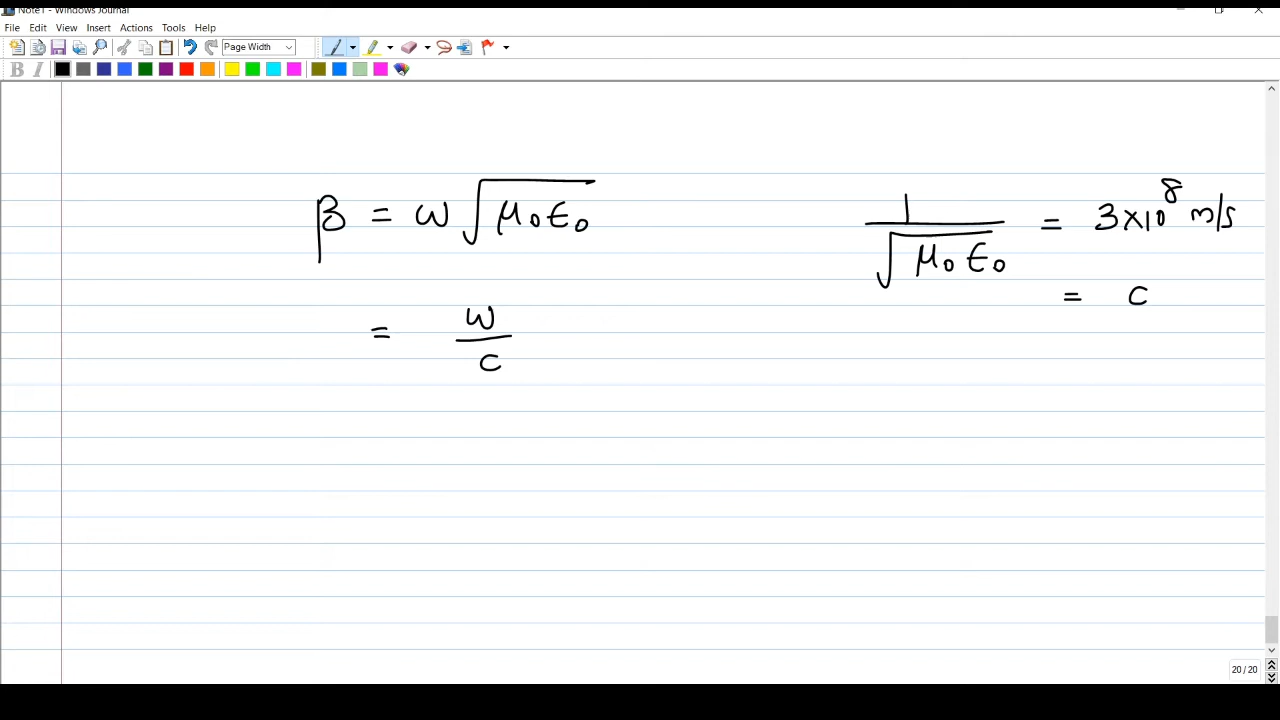 Note1 - Windows Journal
File Edit View Insert Actions Tools Help
Page Width
B I
β = ω√μ₀ε₀
1/√μ₀ε₀ = 3×10⁸ m/s
= c
= ω/c
20 / 20